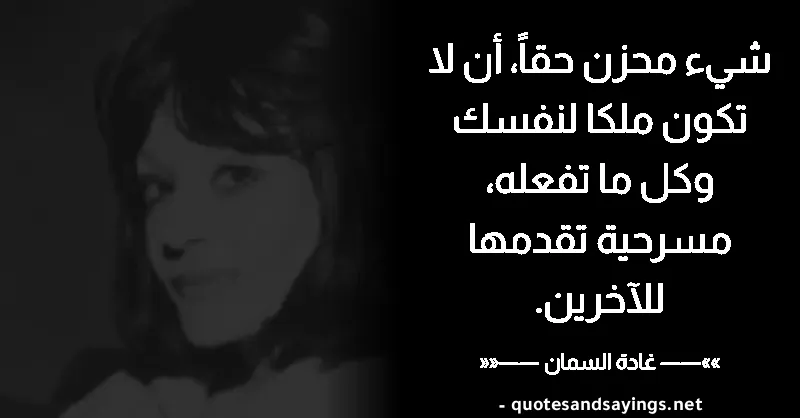 شيء محزن حقاً، أن لا
تكون ملكا لنفسك
وكل ما تفعله،
مسرحية تقدمها
للآخرين.
»»—— غادة السمان ——««
- quotesandsayings.net